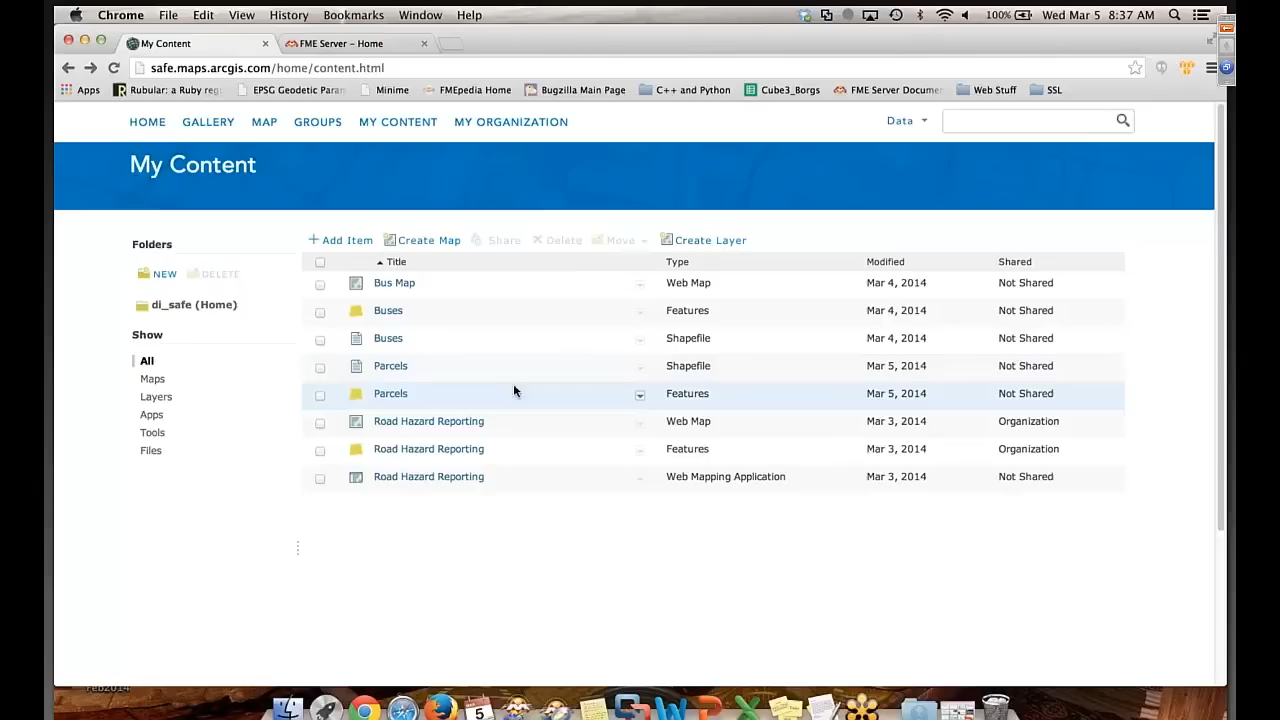 Chrome File Edit View History Bookmarks Window Help 100% Wed Mar 5 8:37 AM
My Content FME Server – Home
safe.maps.arcgis.com/home/content.html
Apps Rubular: a Ruby reg EPSG Geodetic Param Minime FMEpedia Home Bugzilla Main Page C++ and Python Cube3_Borgs FME Server Docume Web Stuff SSL
HOME GALLERY MAP GROUPS MY CONTENT MY ORGANIZATION Data
My Content
Folders
NEW DELETE
di_safe (Home)
Show
All
Maps
Layers
Apps
Tools
Files
+ Add Item Create Map Share Delete Move Create Layer
Title Type Modified Shared
Bus Map Web Map Mar 4, 2014 Not Shared
Buses Features Mar 4, 2014 Not Shared
Buses Shapefile Mar 4, 2014 Not Shared
Parcels Shapefile Mar 5, 2014 Not Shared
Parcels Features Mar 5, 2014 Not Shared
Road Hazard Reporting Web Map Mar 3, 2014 Organization
Road Hazard Reporting Features Mar 3, 2014 Organization
Road Hazard Reporting Web Mapping Application Mar 3, 2014 Not Shared
Feb2014
5